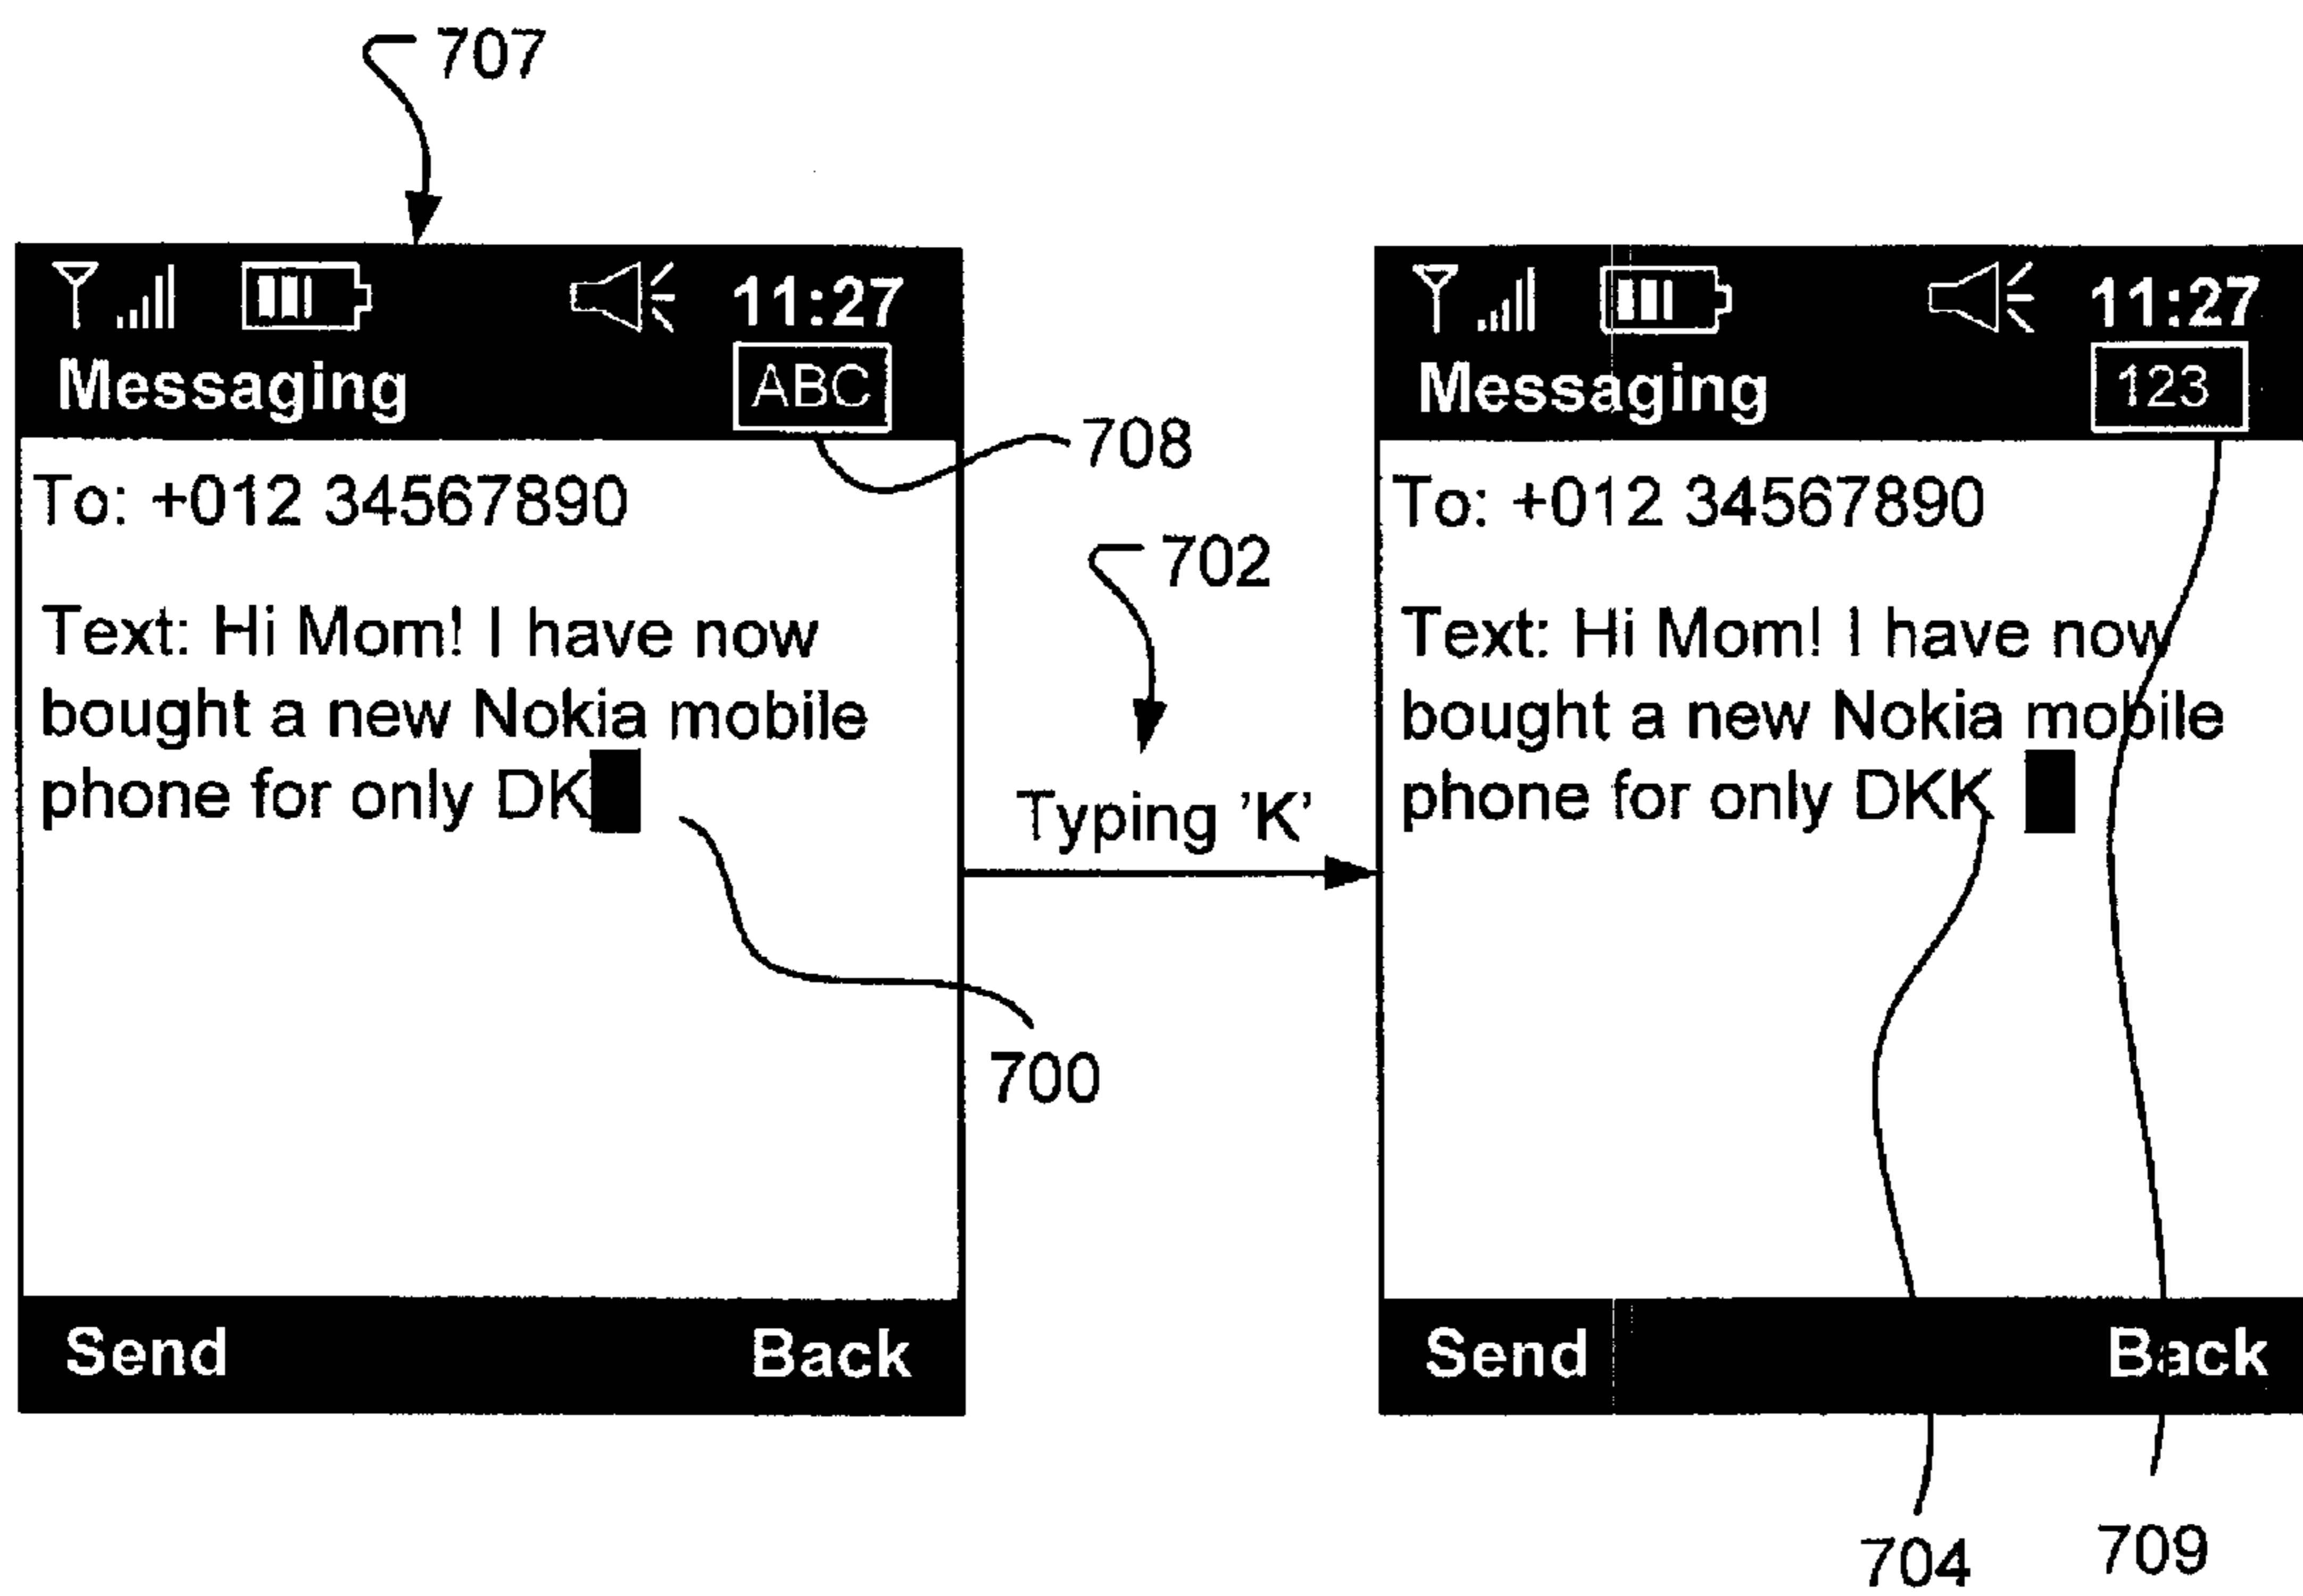 707
11:27
Messaging ABC
708
To: +012 34567890
Text: Hi Mom! I have now
bought a new Nokia mobile
phone for only DK
700
Send Back
702
Typing 'K'
11:27
Messaging 123
To: +012 34567890
Text: Hi Mom! I have now
bought a new Nokia mobile
phone for only DKK
Send Back
704 709